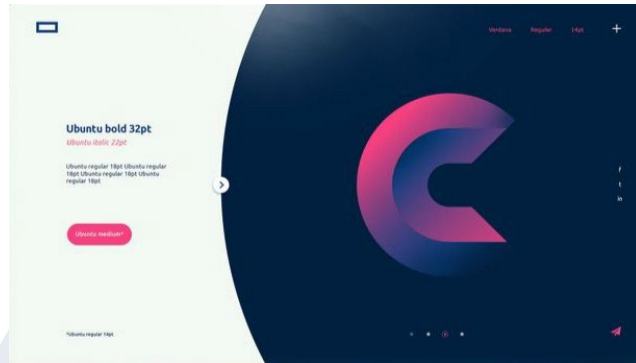 Verdana Regular 14pt
Ubuntu bold 32pt
Ubuntu italic 22pt
Ubuntu regular 18pt Ubuntu regular
18pt Ubuntu regular 18pt Ubuntu
regular 18pt
Ubuntu medium*
*Ubuntu regular 14pt
f
t
in